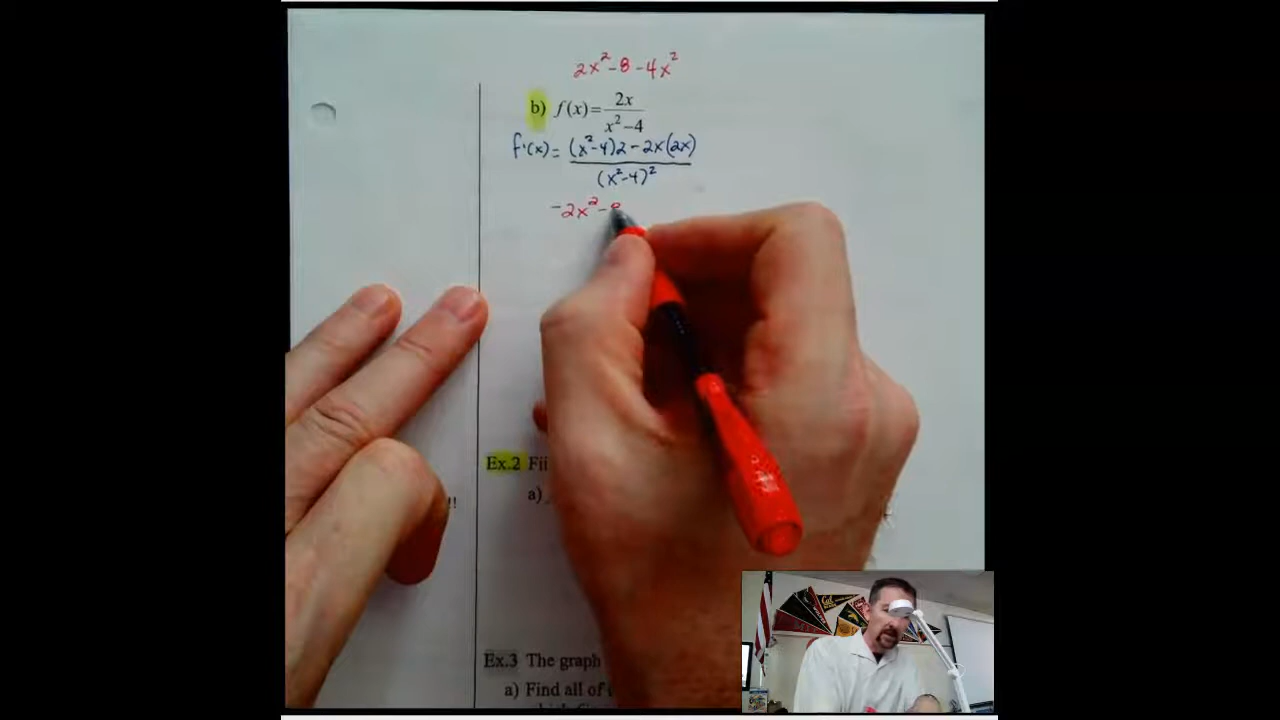 2x²-8-4x²
b) f(x)=2x/(x²-4)
f'(x)= ((x²-4)2-2x(2x))/(x²-4)²
-2x²-8
Ex.2
a)
!!
Ex.3 The graph
a) Find all of